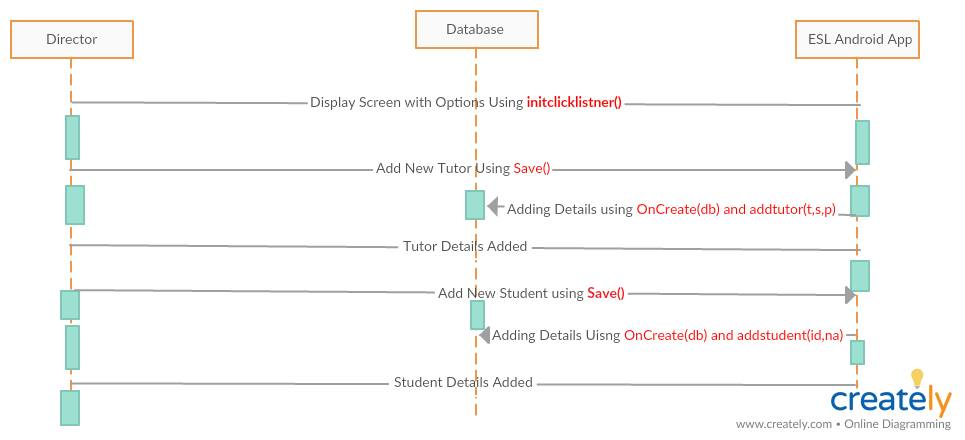 Director
Database
ESL Android App
Display Screen with Options Using initclicklistner()
Add New Tutor Using Save()
Adding Details using OnCreate(db) and addtutor(t,s,p)
Tutor Details Added
Add New Student using Save()
Adding Details Uisng OnCreate(db) and addstudent(id,na)
Student Details Added
creately
www.creately.com • Online Diagramming